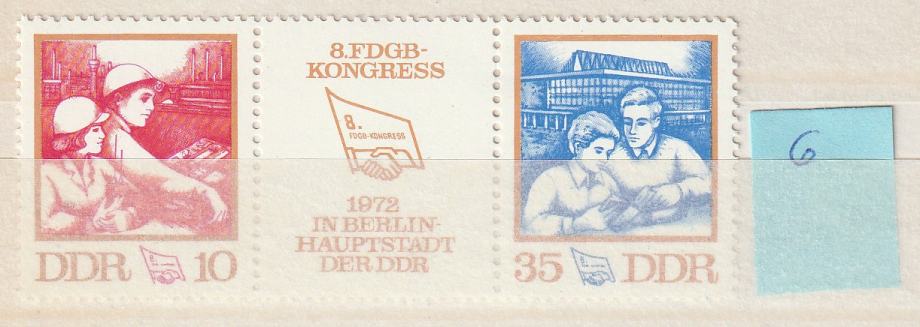 DDR 10
8.FDGB-
KONGRESS
8.
FDGB-KONGRESS
1972
IN BERLIN-
HAUPTSTADT
DER DDR
35 DDR
6